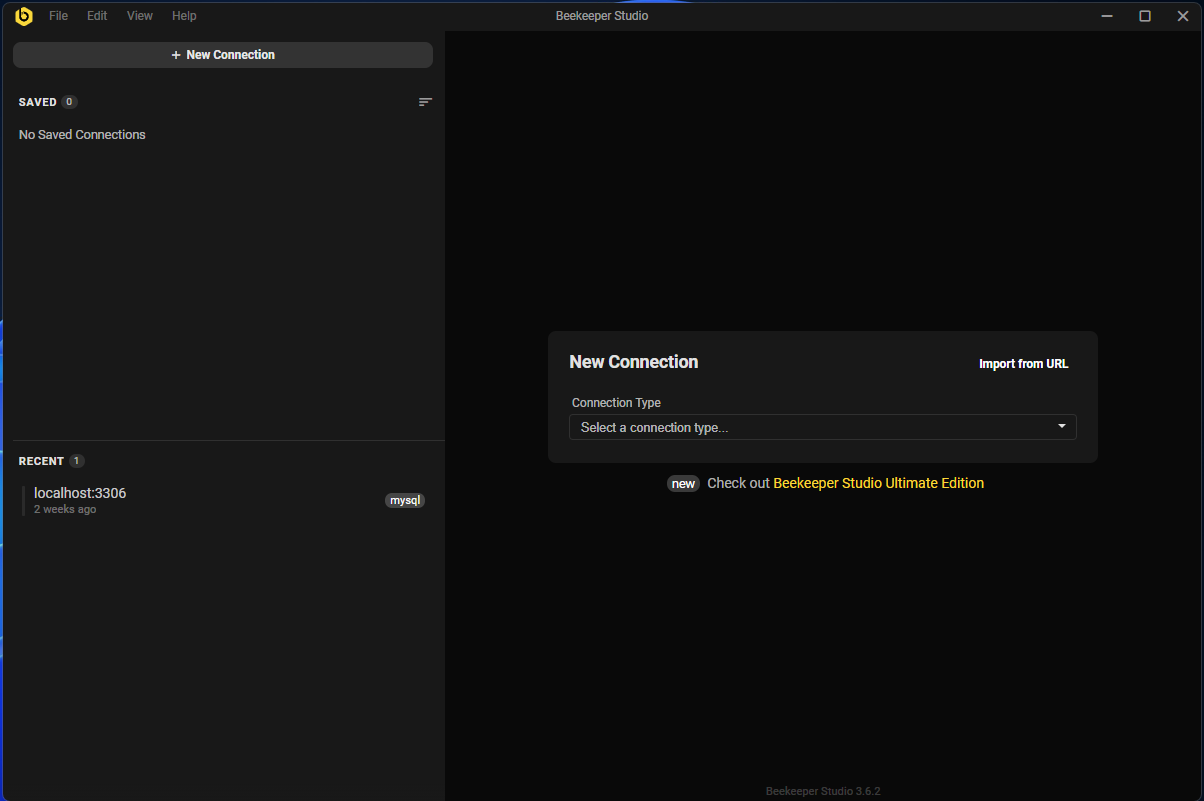 File Edit View Help Beekeeper Studio
+ New Connection
SAVED 0
No Saved Connections
New Connection Import from URL
Connection Type
Select a connection type...
RECENT 1
localhost:3306
2 weeks ago
mysql
new Check out Beekeeper Studio Ultimate Edition
Beekeeper Studio 3.6.2